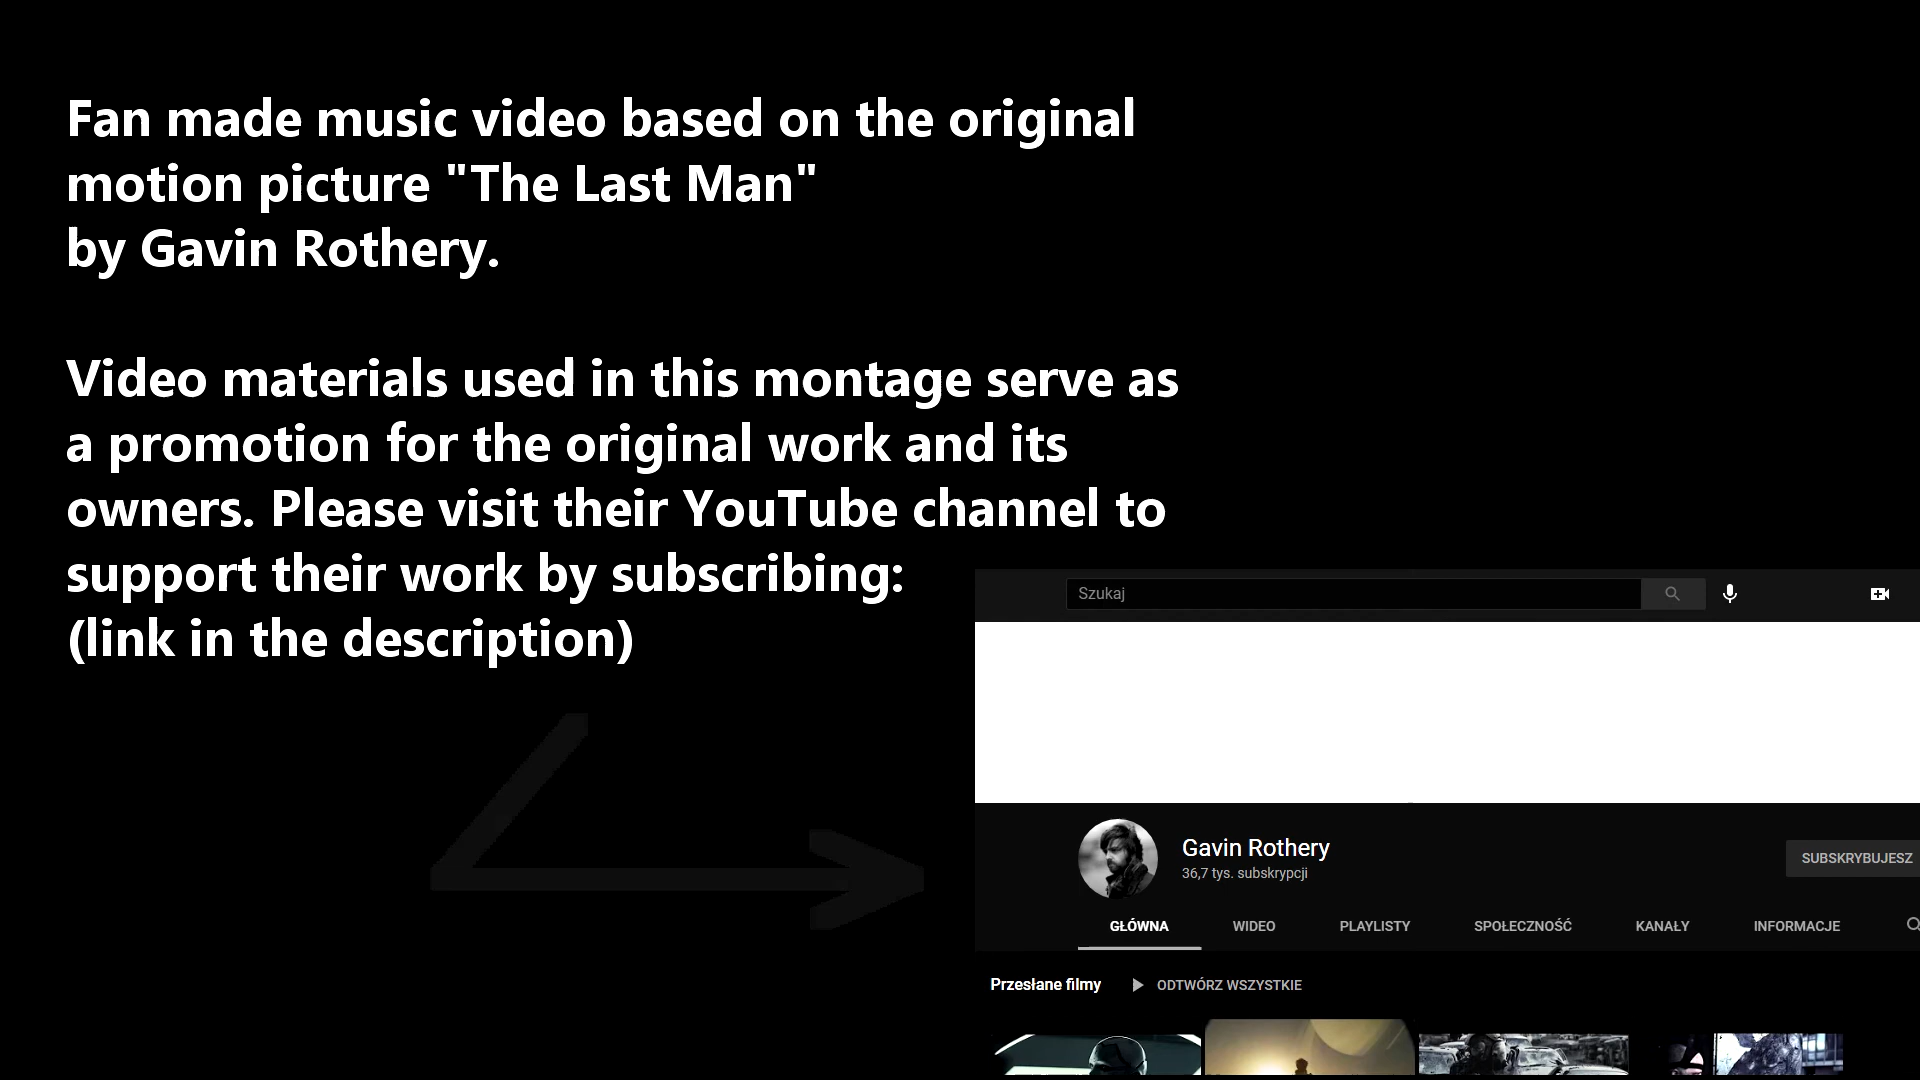 Fan made music video based on the original
motion picture "The Last Man"
by Gavin Rothery.
Video materials used in this montage serve as
a promotion for the original work and its
owners. Please visit their YouTube channel to
support their work by subscribing:
(link in the description)
Szukaj
Gavin Rothery
36,7 tys. subskrypcji
SUBSKRYBUJESZ
GŁÓWNA WIDEO PLAYLISTY SPOŁECZNOŚĆ KANAŁY INFORMACJE
Przesłane filmy ODTWÓRZ WSZYSTKIE